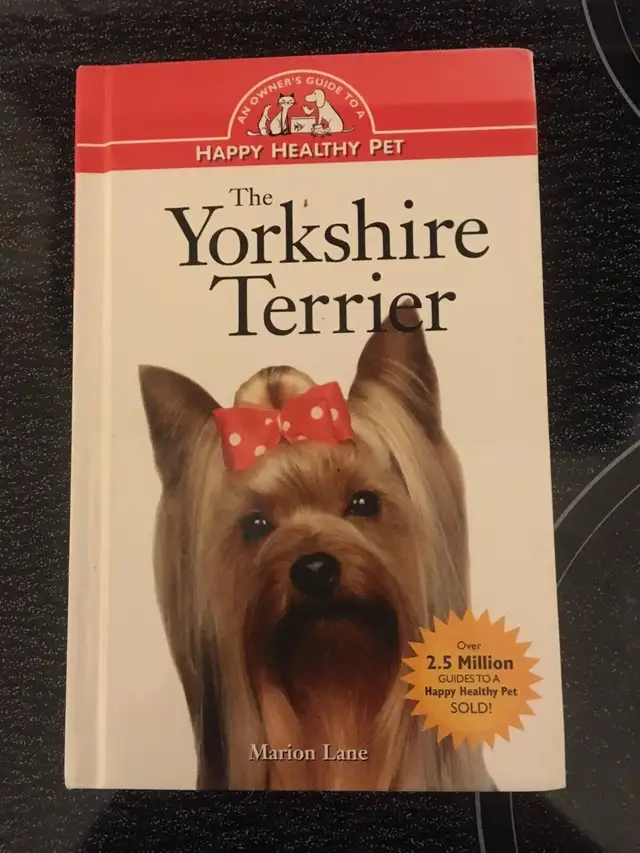 AN OWNER'S GUIDE TO A
HAPPY HEALTHY PET
The
Yorkshire
Terrier
Over
2.5 Million
GUIDES TO A
Happy Healthy Pet
SOLD!
Marion Lane